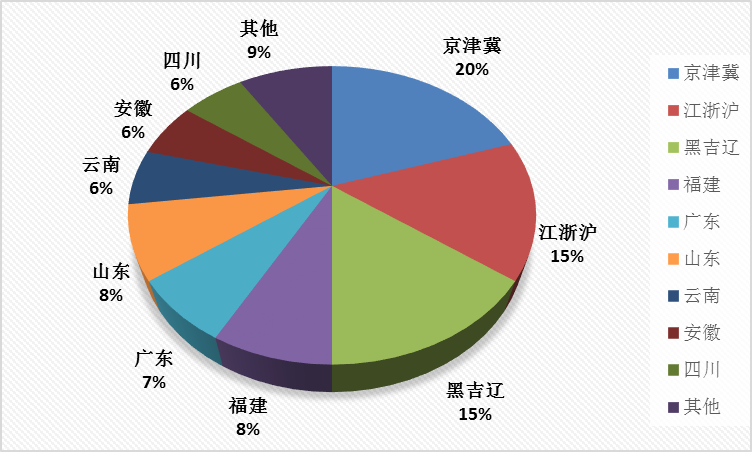 京津冀
20%
江浙沪
15%
黑吉辽
15%
福建
8%
广东
7%
山东
8%
云南
6%
安徽
6%
四川
6%
其他
9%
京津冀
江浙沪
黑吉辽
福建
广东
山东
云南
安徽
四川
其他